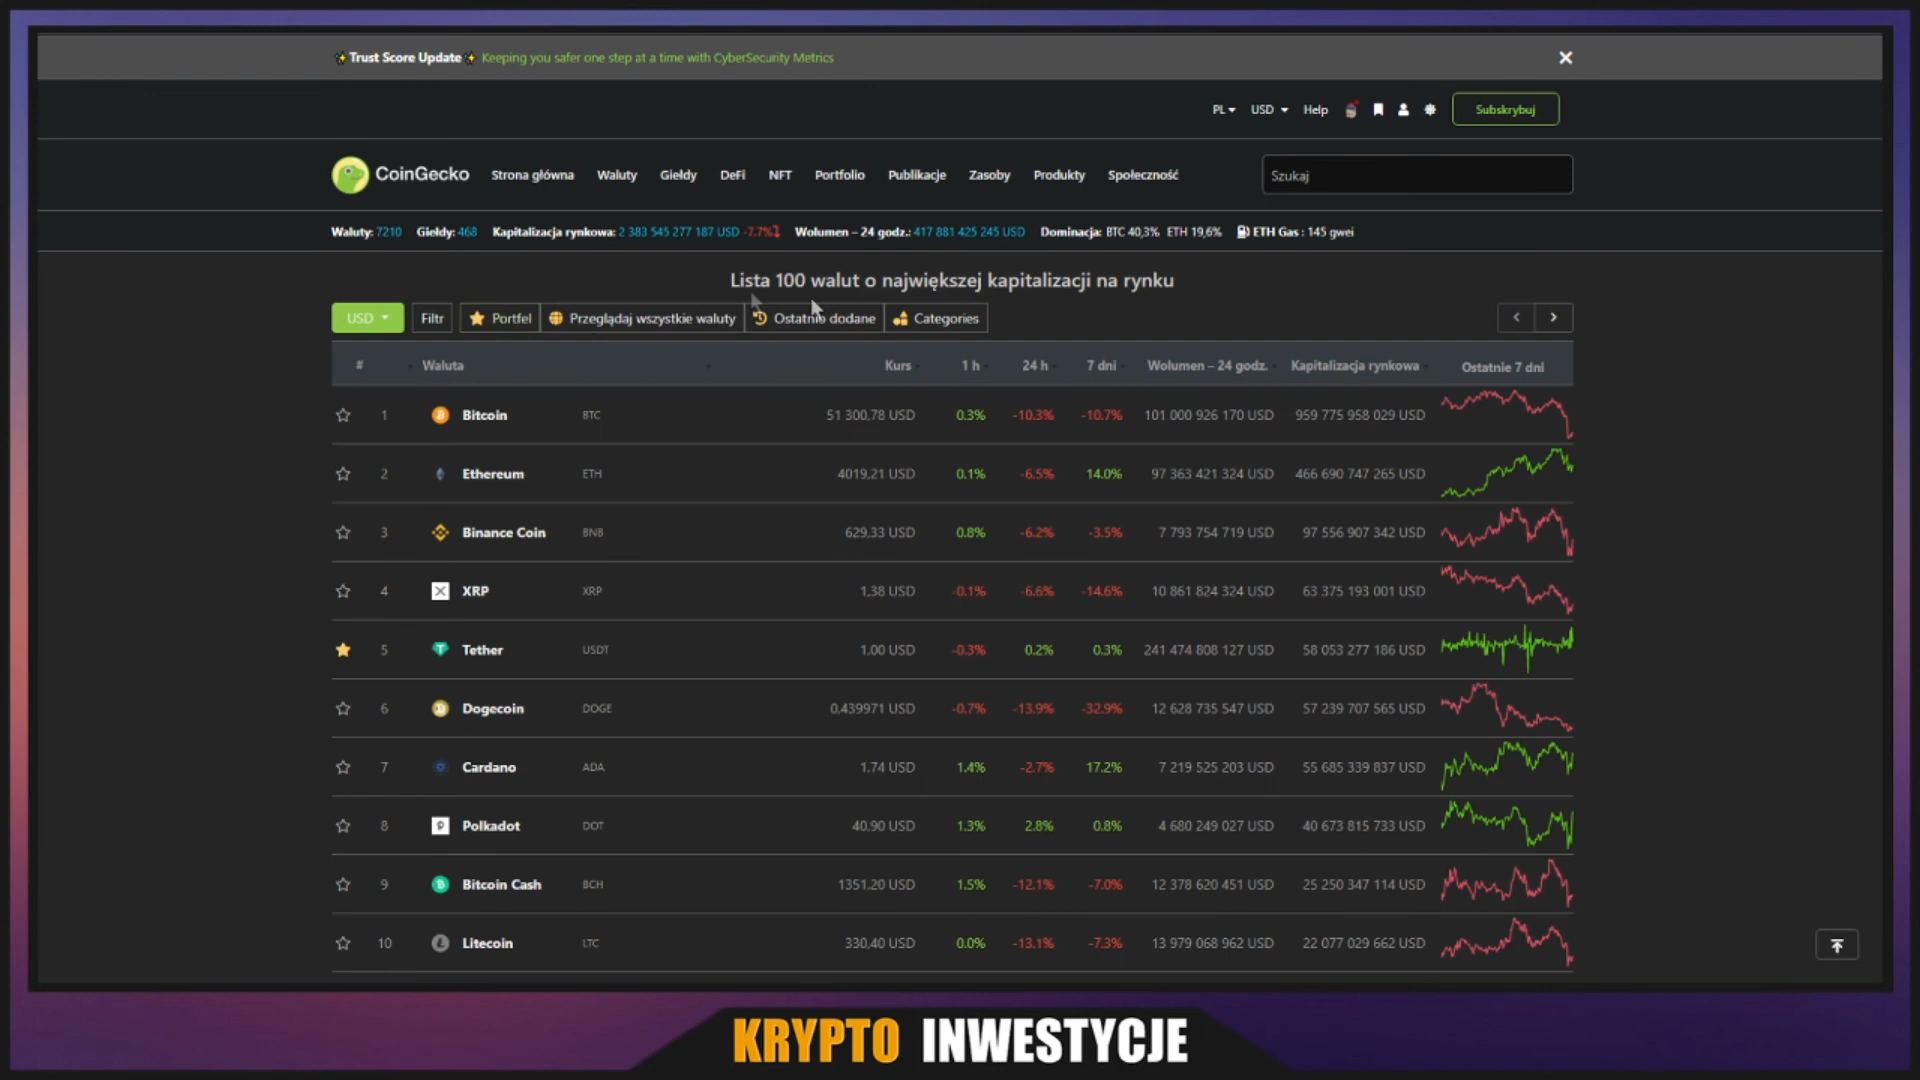 ✨Trust Score Update✨ Keeping you safer one step at a time with CyberSecurity Metrics
PL USD Help Subskrybuj
CoinGecko Strona główna Waluty Giełdy DeFi NFT Portfolio Publikacje Zasoby Produkty Społeczność Szukaj
Waluty: 7210 Giełdy: 468 Kapitalizacja rynkowa: 2 383 545 277 187 USD -7.7% Wolumen – 24 godz.: 417 881 425 245 USD Dominacja: BTC 40,3% ETH 19,6% ETH Gas : 145 gwei
Lista 100 walut o największej kapitalizacji na rynku
USD Filtr Portfel Przeglądaj wszystkie waluty Ostatnio dodane Categories
# Waluta Kurs 1 h 24 h 7 dni Wolumen – 24 godz. Kapitalizacja rynkowa Ostatnie 7 dni
1 Bitcoin BTC 51 300,78 USD 0.3% -10.3% -10.7% 101 000 926 170 USD 959 775 958 029 USD
2 Ethereum ETH 4019,21 USD 0.1% -6.5% 14.0% 97 363 421 324 USD 466 690 747 265 USD
3 Binance Coin BNB 629,33 USD 0.8% -6.2% -3.5% 7 793 754 719 USD 97 556 907 342 USD
4 XRP XRP 1,38 USD -0.1% -6.6% -14.6% 10 861 824 324 USD 63 375 193 001 USD
5 Tether USDT 1.00 USD -0.3% 0.2% 0.3% 241 474 808 127 USD 58 053 277 186 USD
6 Dogecoin DOGE 0.439971 USD -0.7% -13.9% -32.9% 12 628 735 547 USD 57 239 707 565 USD
7 Cardano ADA 1.74 USD 1.4% -2.7% 17.2% 7 219 525 203 USD 55 685 339 837 USD
8 Polkadot DOT 40,90 USD 1.3% 2.8% 0.8% 4 680 249 027 USD 40 673 815 733 USD
9 Bitcoin Cash BCH 1351,20 USD 1.5% -12.1% -7.0% 12 378 620 451 USD 25 250 347 114 USD
10 Litecoin LTC 330,40 USD 0.0% -13.1% -7.3% 13 979 068 962 USD 22 077 029 662 USD
KRYPTO INWESTYCJE